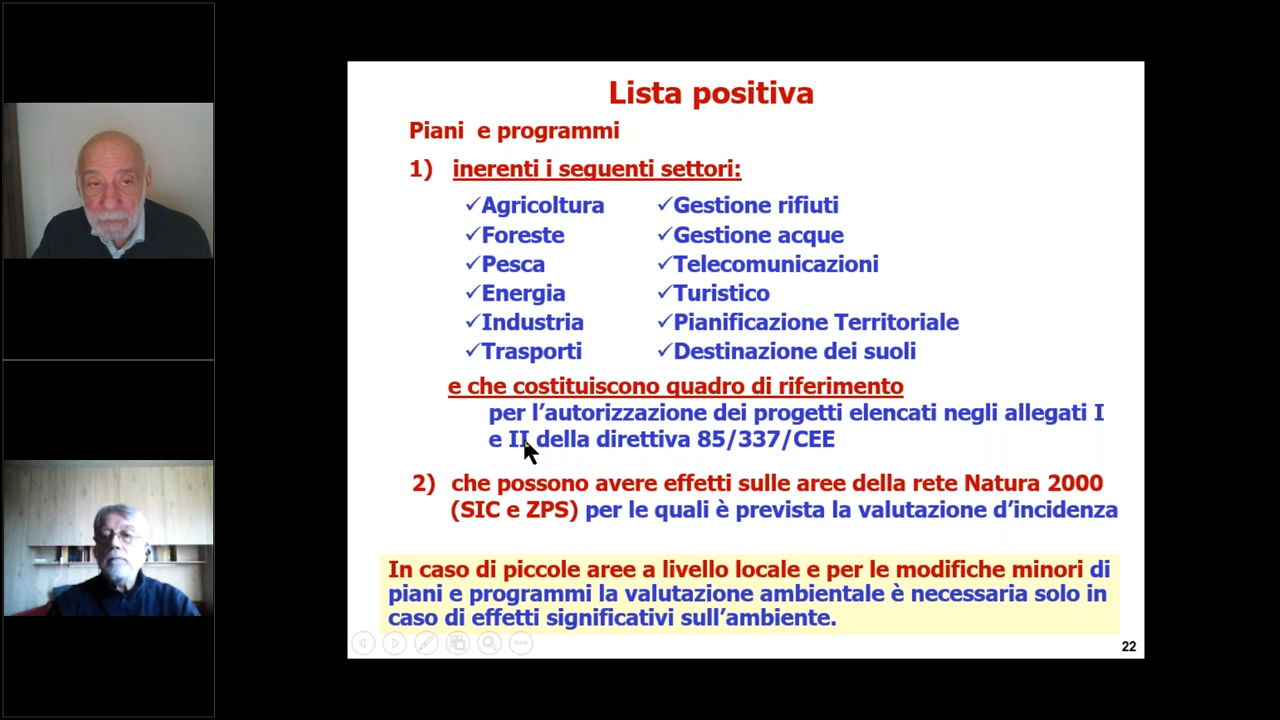 Lista positiva
Piani e programmi
1) inerenti i seguenti settori:
✓Agricoltura ✓Gestione rifiuti
✓Foreste ✓Gestione acque
✓Pesca ✓Telecomunicazioni
✓Energia ✓Turistico
✓Industria ✓Pianificazione Territoriale
✓Trasporti ✓Destinazione dei suoli
e che costituiscono quadro di riferimento
per l'autorizzazione dei progetti elencati negli allegati I
e II della direttiva 85/337/CEE
2) che possono avere effetti sulle aree della rete Natura 2000
(SIC e ZPS) per le quali è prevista la valutazione d'incidenza
In caso di piccole aree a livello locale e per le modifiche minori di
piani e programmi la valutazione ambientale è necessaria solo in
caso di effetti significativi sull'ambiente.
22